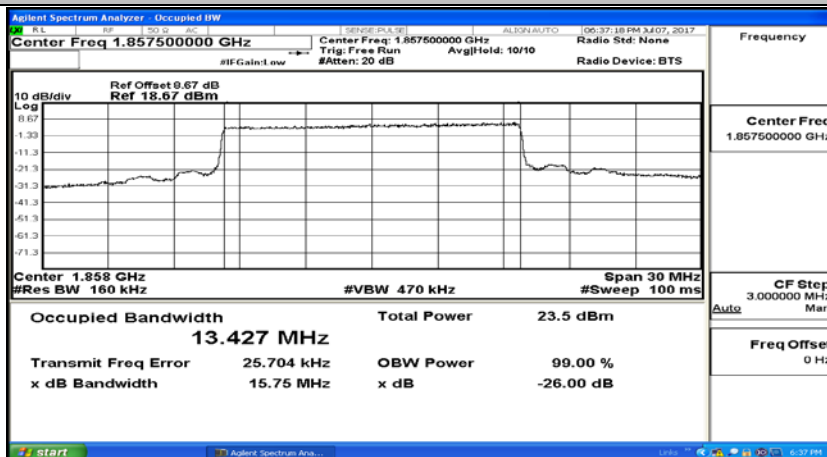 Agilent Spectrum Analyzer - Occupied BW
RL RF 50 Ω AC SENSE:PULSE ALIGNAUTO 06:37:18 PM Jul 07, 2017
Center Freq 1.857500000 GHz
Center Freq: 1.857500000 GHz
Radio Std: None
Trig: Free Run Avg|Hold: 10/10
#IFGain:Low #Atten: 20 dB Radio Device: BTS
Frequency
Ref Offset 8.67 dB
10 dB/div Ref 18.67 dBm
Log
8.67
-1.33
-11.3
-21.3
-31.3
-41.3
-51.3
-61.3
-71.3
Center 1.858 GHz Span 30 MHz
#Res BW 160 kHz #VBW 470 kHz #Sweep 100 ms
Occupied Bandwidth Total Power 23.5 dBm
13.427 MHz
Transmit Freq Error 25.704 kHz OBW Power 99.00 %
x dB Bandwidth 15.75 MHz x dB -26.00 dB
Center Freq
1.857500000 GHz
CF Step
3.000000 MHz
Auto Man
Freq Offset
0 Hz
start Agilent Spectrum Ana... Links 6:37 PM